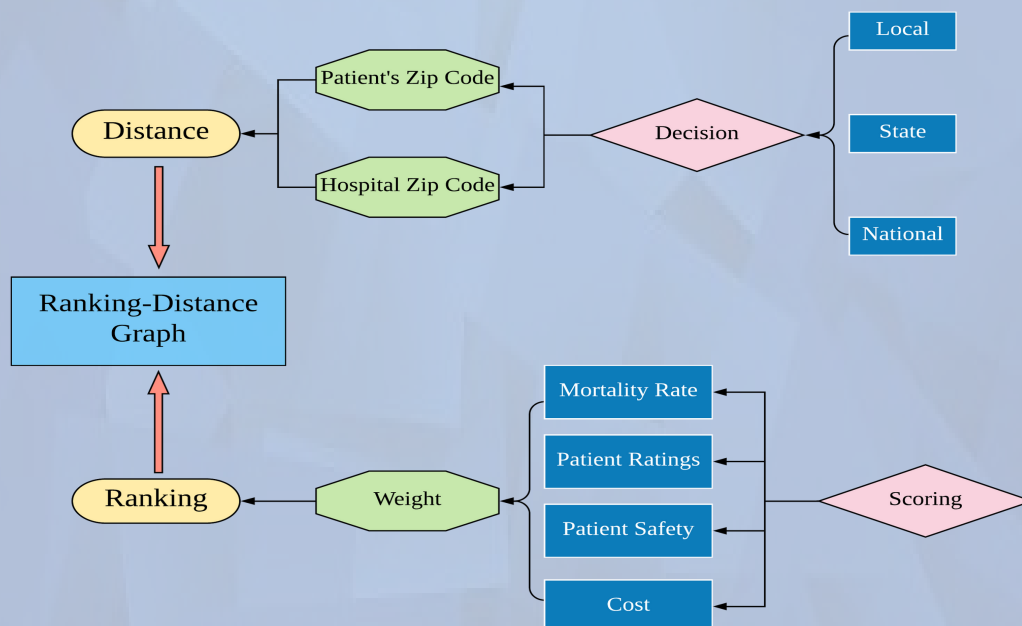 Local
Patient's Zip Code
Distance
Decision
State
Hospital Zip Code
National
Ranking-Distance
Graph
Mortality Rate
Patient Ratings
Ranking
Weight
Scoring
Patient Safety
Cost